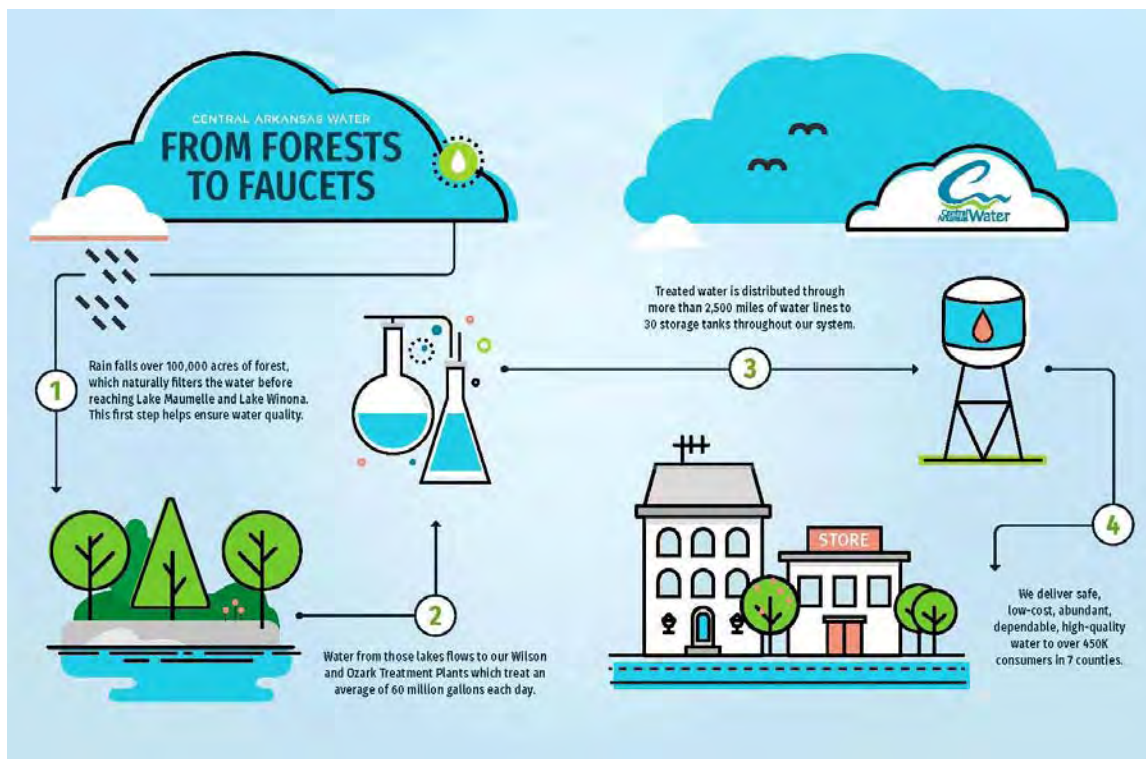 CENTRAL ARKANSAS WATER
FROM FORESTS
TO FAUCETS
Central
Arkansas Water
1
Rain falls over 100,000 acres of forest,
which naturally filters the water before
reaching Lake Maumelle and Lake Winona.
This first step helps ensure water quality.
2
Water from those lakes flows to our Wilson
and Ozark Treatment Plants which treat an
average of 60 million gallons each day.
Treated water is distributed through
more than 2,500 miles of water lines to
30 storage tanks throughout our system.
3
4
We deliver safe,
low-cost, abundant,
dependable, high-quality
water to over 450K
consumers in 7 counties.
STORE